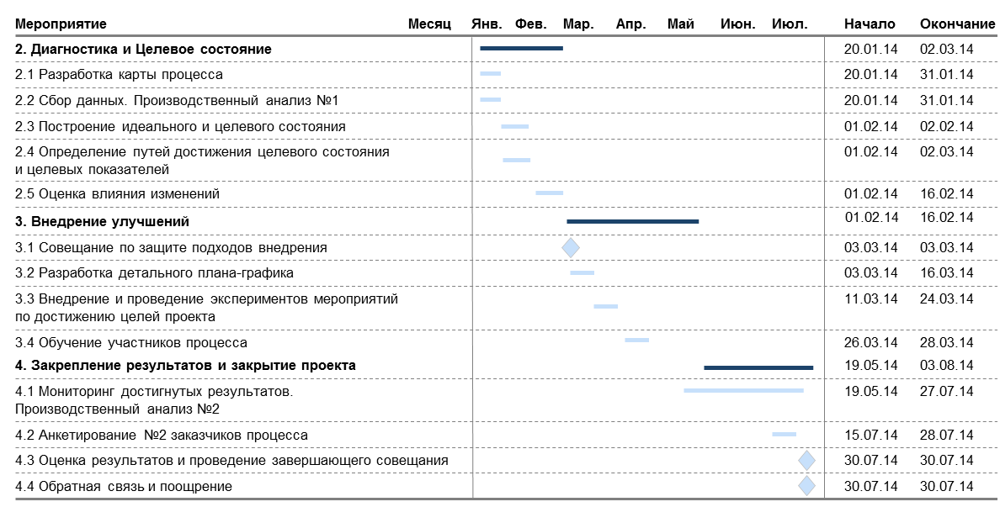 Мероприятие Месяц Янв. Фев. Мар. Апр. Май Июн. Июл. Начало Окончание
2. Диагностика и Целевое состояние 20.01.14 02.03.14
2.1 Разработка карты процесса 20.01.14 31.01.14
2.2 Сбор данных. Производственный анализ №1 20.01.14 31.01.14
2.3 Построение идеального и целевого состояния 01.02.14 02.02.14
2.4 Определение путей достижения целевого состояния 01.02.14 02.03.14
и целевых показателей
2.5 Оценка влияния изменений 01.02.14 16.02.14
3. Внедрение улучшений 01.02.14 16.02.14
3.1 Совещание по защите подходов внедрения 03.03.14 03.03.14
3.2 Разработка детального плана-графика 03.03.14 16.03.14
3.3 Внедрение и проведение экспериментов мероприятий 11.03.14 24.03.14
по достижению целей проекта
3.4 Обучение участников процесса 26.03.14 28.03.14
4. Закрепление результатов и закрытие проекта 19.05.14 03.08.14
4.1 Мониторинг достигнутых результатов. 19.05.14 27.07.14
Производственный анализ №2
4.2 Анкетирование №2 заказчиков процесса 15.07.14 28.07.14
4.3 Оценка результатов и проведение завершающего совещания 30.07.14 30.07.14
4.4 Обратная связь и поощрение 30.07.14 30.07.14